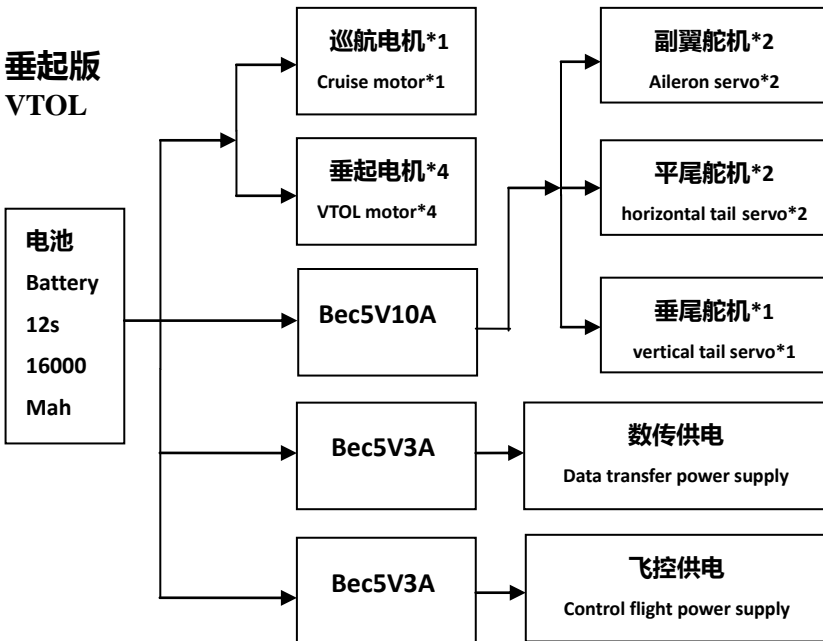 垂起版
VTOL
电池
Battery
12s
16000
Mah
巡航电机*1
Cruise motor*1
垂起电机*4
VTOL motor*4
Bec5V10A
副翼舵机*2
Aileron servo*2
平尾舵机*2
horizontal tail servo*2
垂尾舵机*1
vertical tail servo*1
Bec5V3A
数传供电
Data transfer power supply
Bec5V3A
飞控供电
Control flight power supply